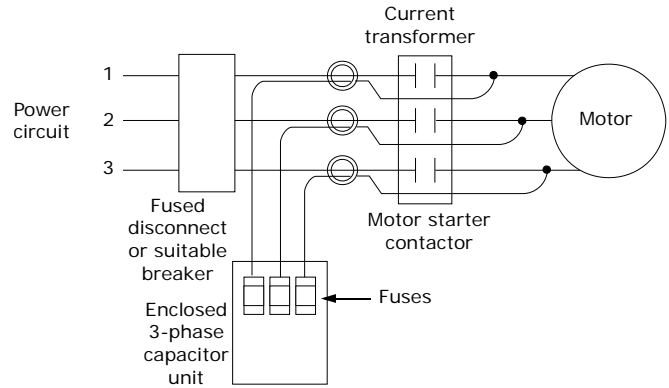 Current
transformer
1
Power
circuit
2
Motor
3
Fused
disconnect
or suitable
breaker
Motor starter
contactor
Enclosed
3-phase
capacitor
unit
Fuses